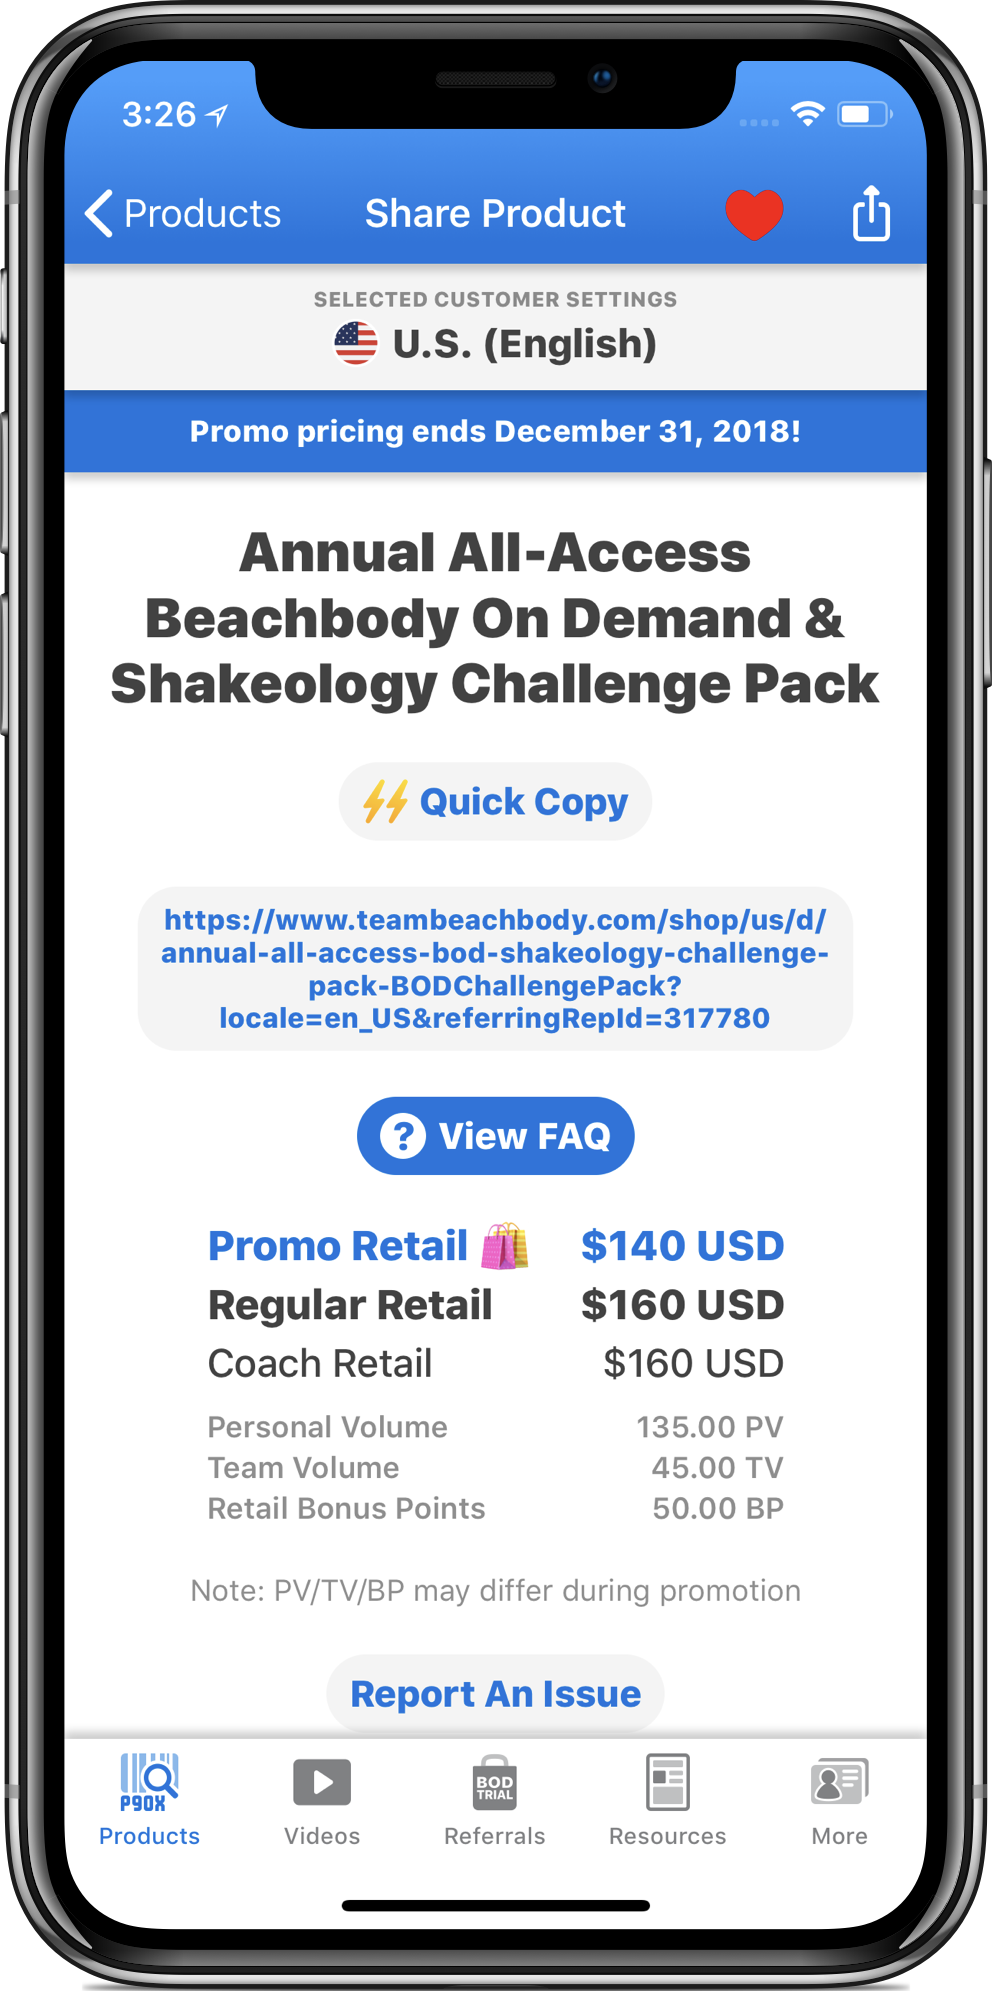 3:26
Products
Share Product
SELECTED CUSTOMER SETTINGS
U.S. (English)
Promo pricing ends December 31, 2018!
Annual All-Access
Beachbody On Demand &
Shakeology Challenge Pack
Quick Copy
https://www.teambeachbody.com/shop/us/d/
annual-all-access-bod-shakeology-challenge-
pack-BODChallengePack?
locale=en_US&referringRepId=317780
? View FAQ
Promo Retail $140 USD
Regular Retail $160 USD
Coach Retail $160 USD
Personal Volume 135.00 PV
Team Volume 45.00 TV
Retail Bonus Points 50.00 BP
Note: PV/TV/BP may differ during promotion
Report An Issue
P90X
BOD
TRIAL
Products Videos Referrals Resources More